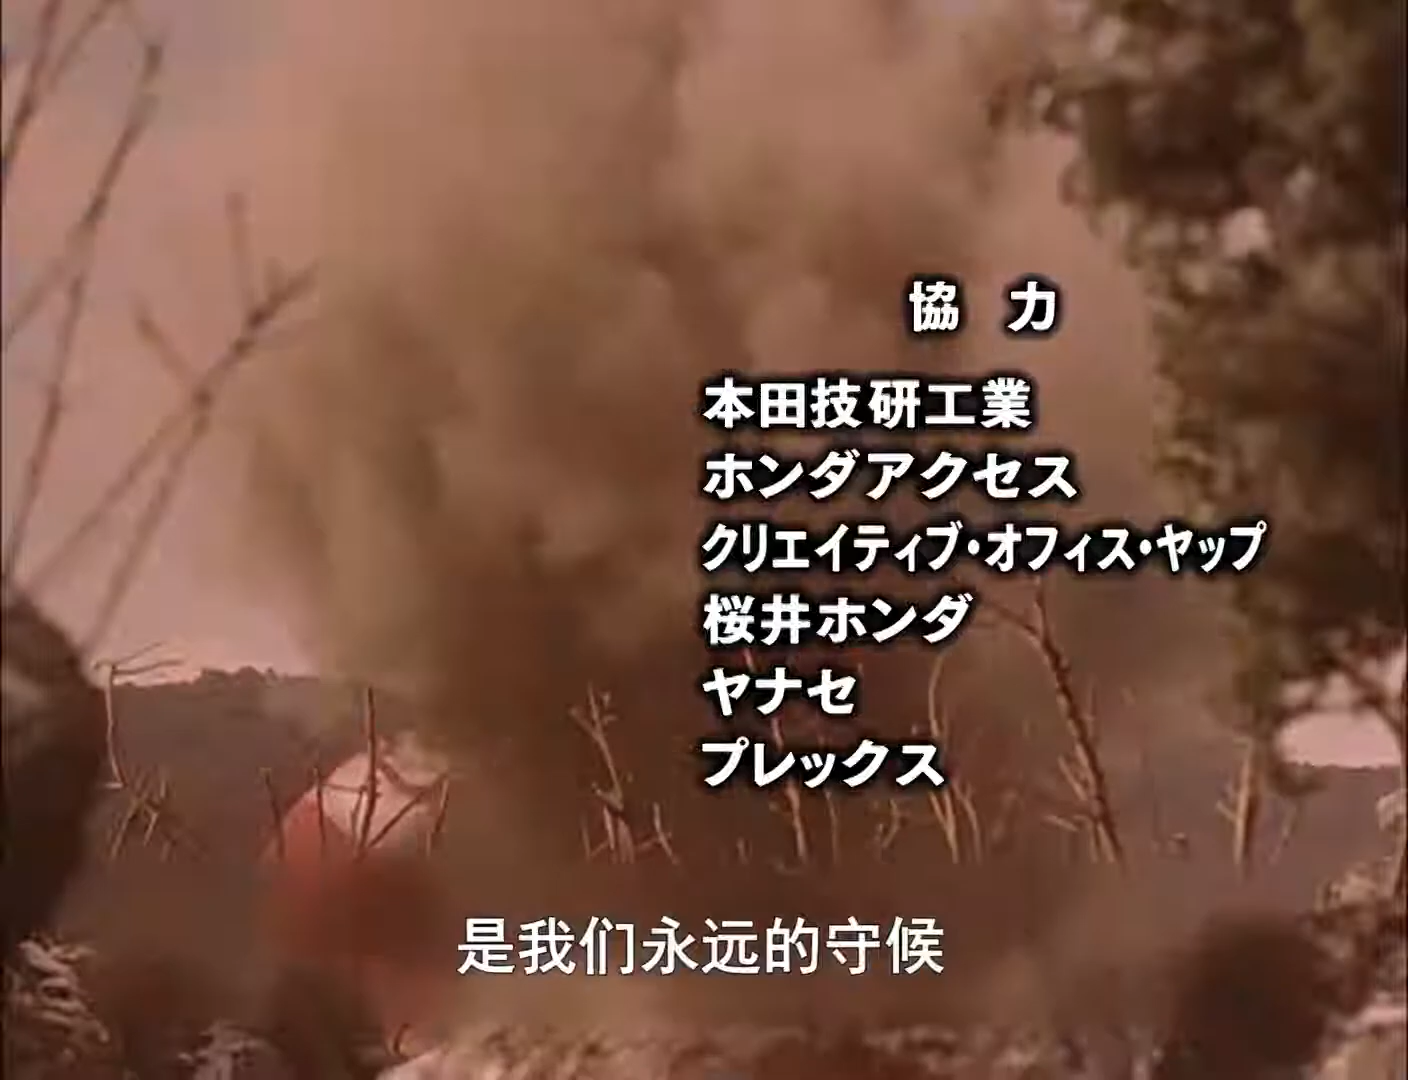 協 力
本田技研工業
ホンダアクセス
クリエイティブ・オフィス・ヤップ
桜井ホンダ
ヤナセ
プレックス
是我们永远的守候